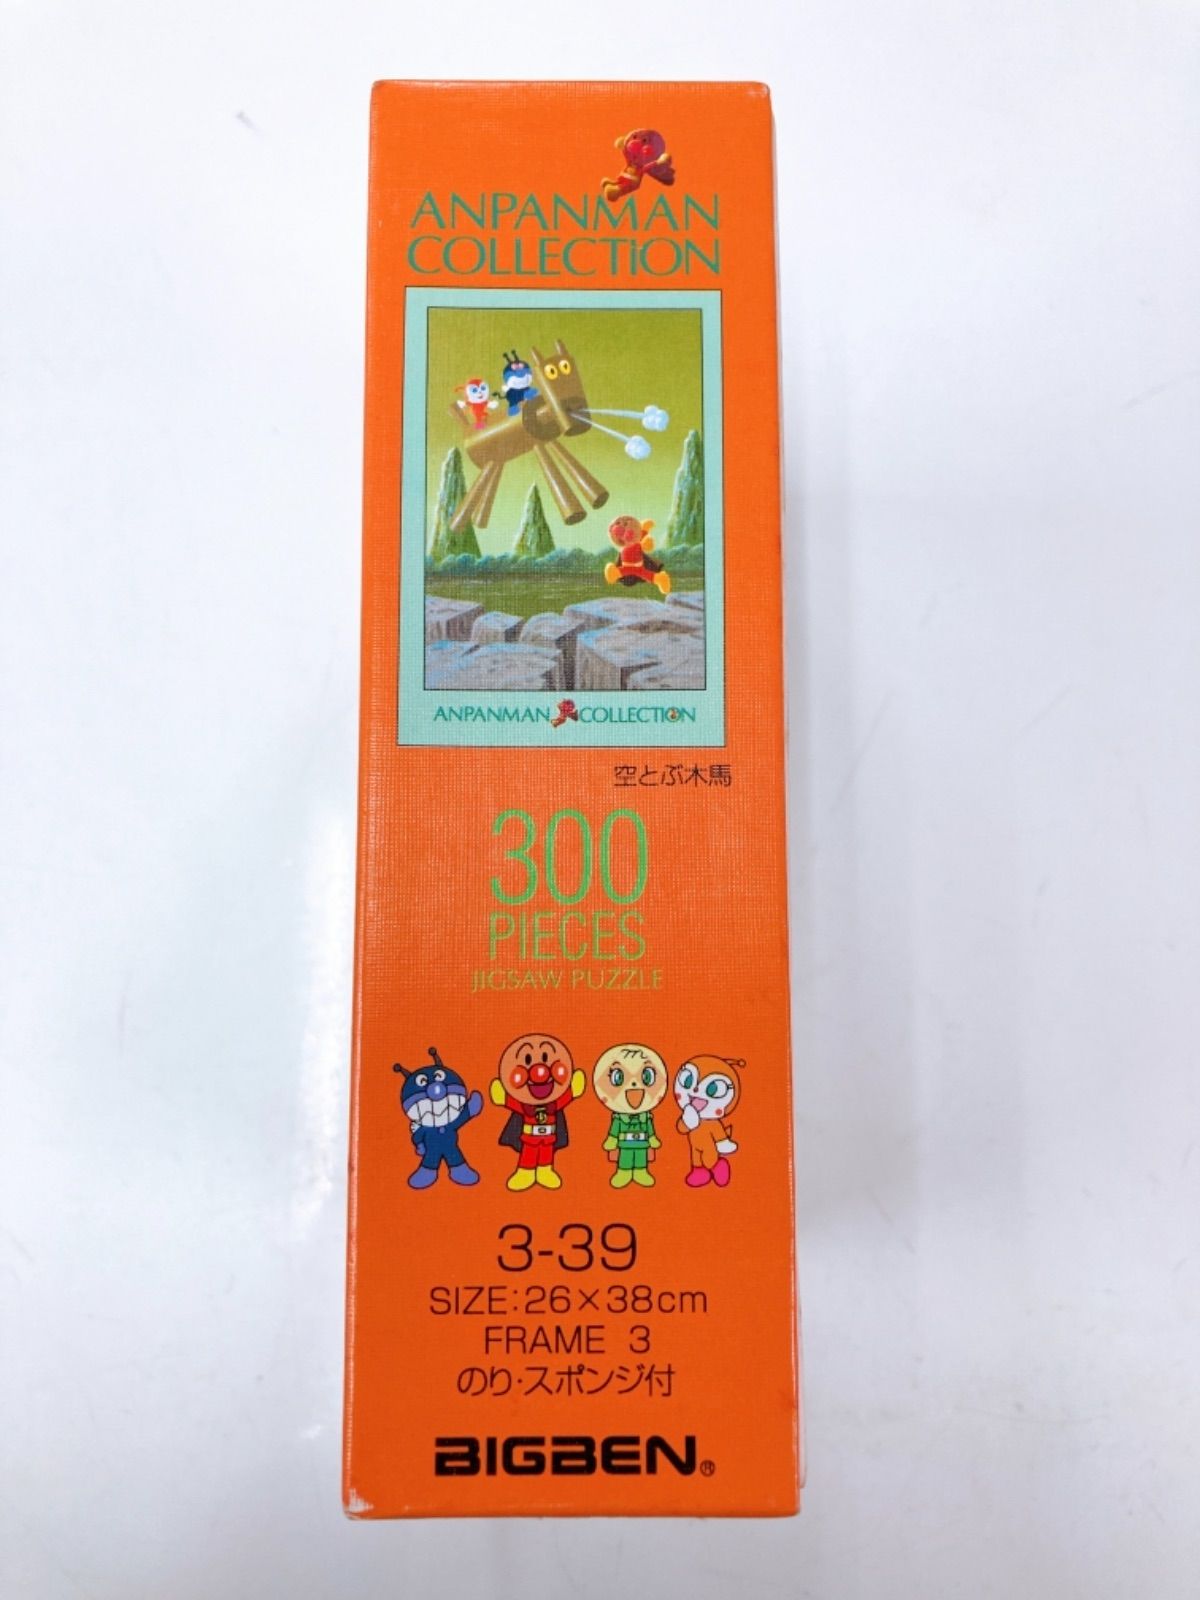 ANPANMAN
COLLECTiON
ANPANMAN COLLECTION
空とぶ木馬
300
PIECES
JIGSAW PUZZLE
3-39
SIZE:26×38cm
FRAME 3
のり・スポンジ付
BIGBEN®